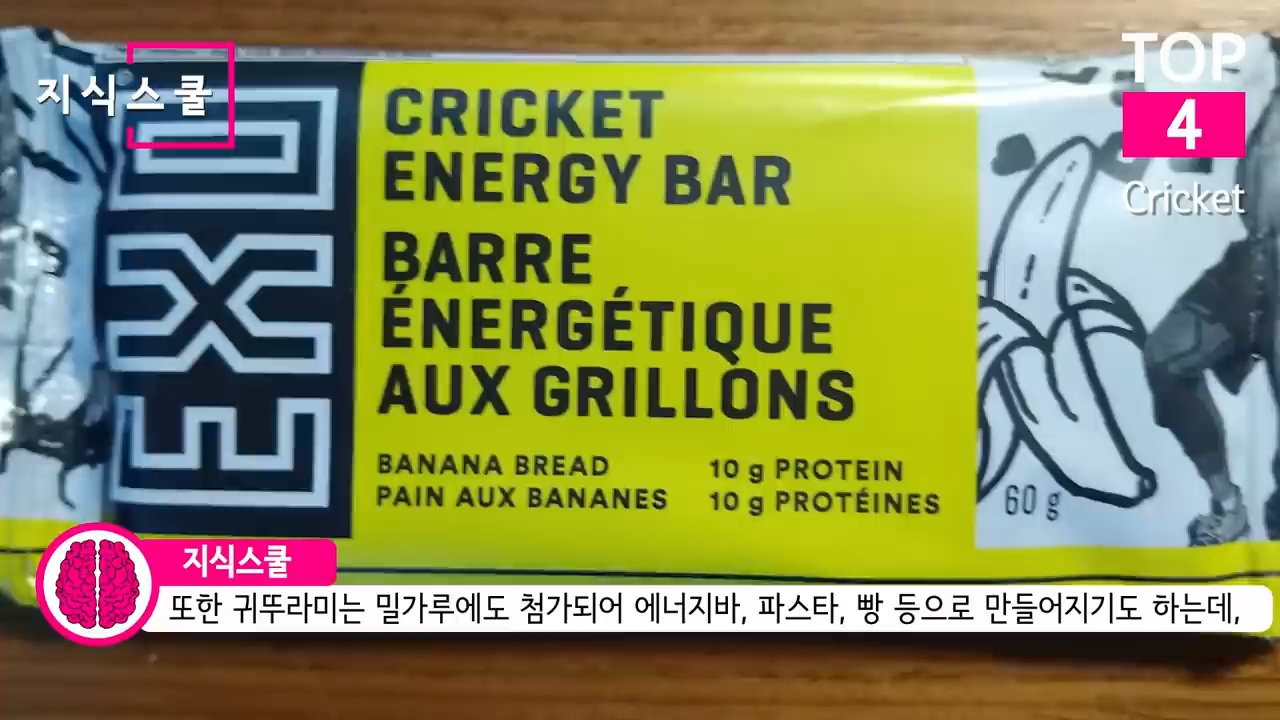 지식스쿨
TOP
4
Cricket
EXO
CRICKET
ENERGY BAR
BARRE
ÉNERGÉTIQUE
AUX GRILLONS
BANANA BREAD
PAIN AUX BANANES
10 g PROTEIN
10 g PROTÉINES
60 g
지식스쿨
또한 귀뚜라미는 밀가루에도 첨가되어 에너지바, 파스타, 빵 등으로 만들어지기도 하는데,